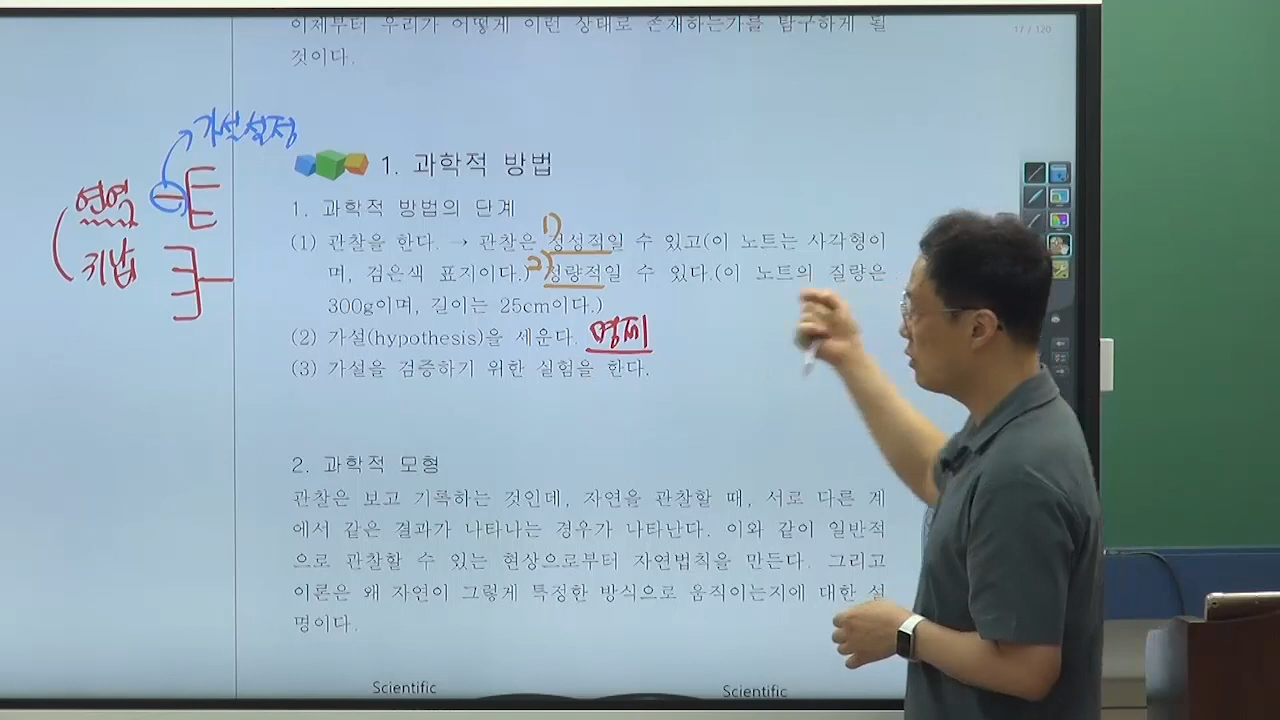 이제부터 우리가 어떻게 이런 상태로 존재하는가를 탐구하게 될
것이다.
17 / 120
가설설정
연역
귀납
1. 과학적 방법
1. 과학적 방법의 단계
1)
(1) 관찰을 한다. → 관찰은 정성적일 수 있고(이 노트는 사각형이
며, 검은색 표지이다.) 2) 정량적일 수 있다.(이 노트의 질량은
300g이며, 길이는 25cm이다.)
(2) 가설(hypothesis)을 세운다. 명제
(3) 가설을 검증하기 위한 실험을 한다.
2. 과학적 모형
관찰은 보고 기록하는 것인데, 자연을 관찰할 때, 서로 다른 계
에서 같은 결과가 나타나는 경우가 나타난다. 이와 같이 일반적
으로 관찰할 수 있는 현상으로부터 자연법칙을 만든다. 그리고
이론은 왜 자연이 그렇게 특정한 방식으로 움직이는지에 대한 설
명이다.
Scientific
Scientific